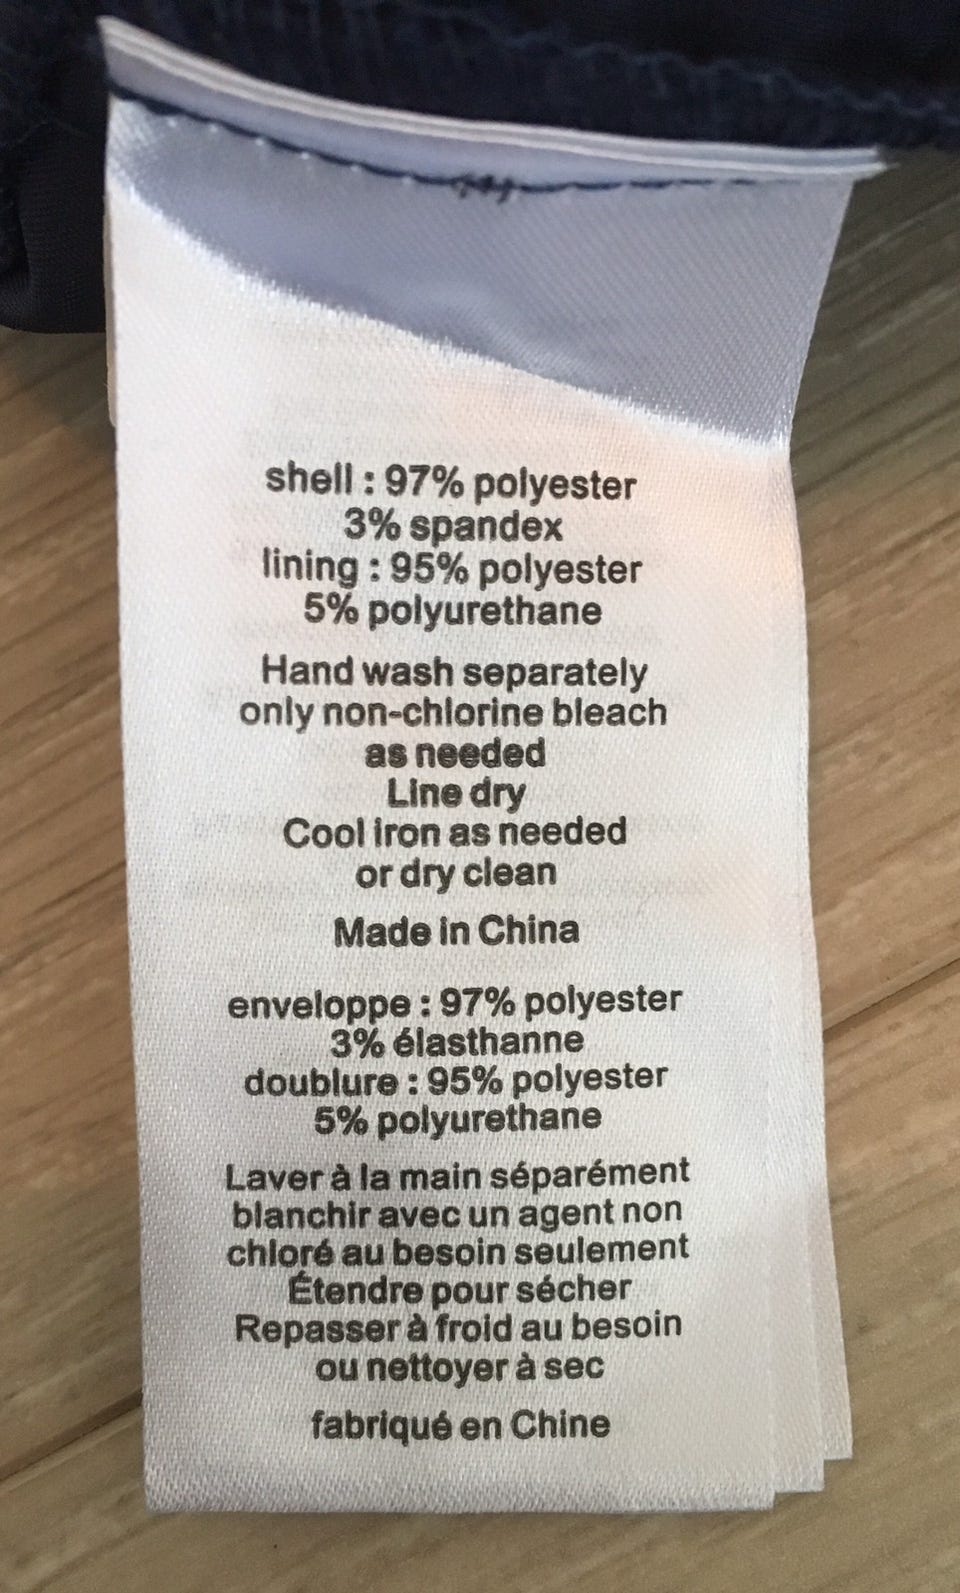 shell : 97% polyester
3% spandex
lining : 95% polyester
5% polyurethane
Hand wash separately
only non-chlorine bleach
as needed
Line dry
Cool iron as needed
or dry clean
Made in China
enveloppe : 97% polyester
3% élasthanne
doublure : 95% polyester
5% polyurethane
Laver à la main séparément
blanchir avec un agent non
chloré au besoin seulement
Étendre pour sécher
Repasser à froid au besoin
ou nettoyer à sec
fabriqué en Chine